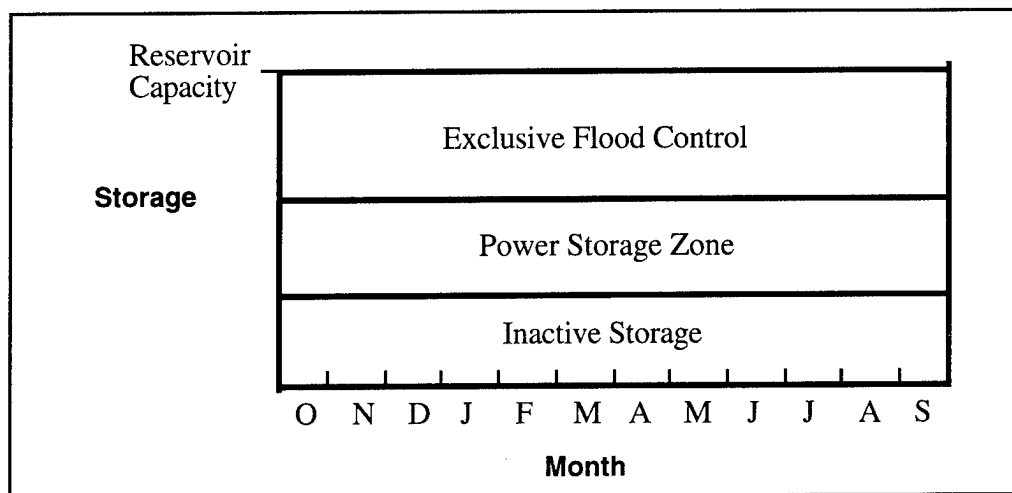 Reservoir
Capacity
Exclusive Flood Control
Storage
Power Storage Zone
Inactive Storage
O N D J F M A M J J A S
Month